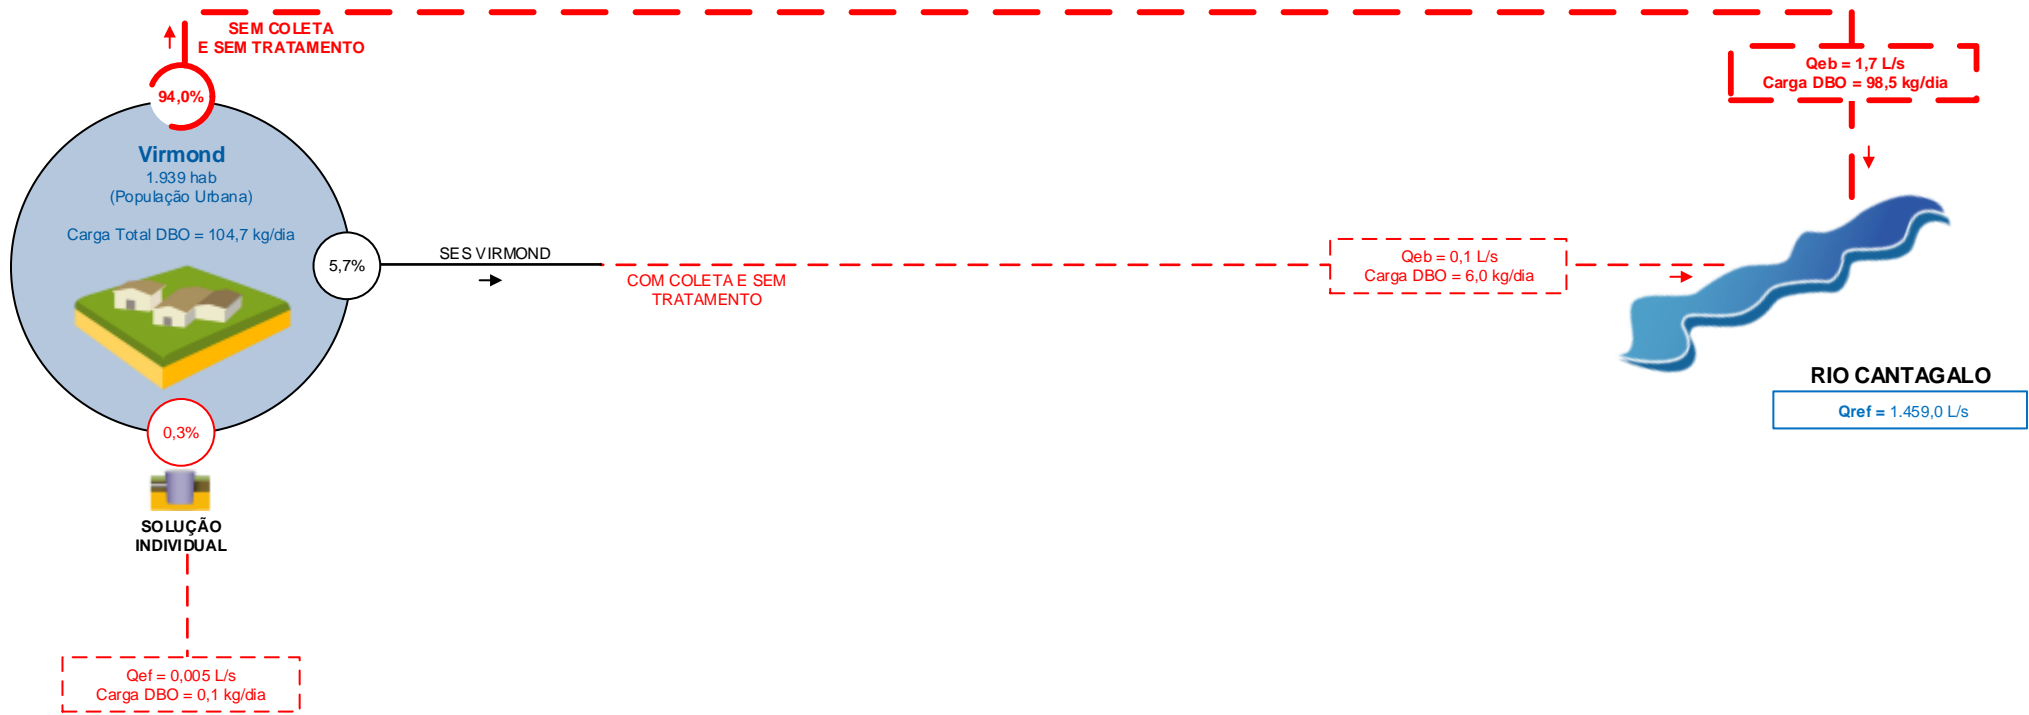 SEM COLETA
E SEM TRATAMENTO
94,0%
Qeb = 1,7 L/s
Carga DBO = 98,5 kg/dia
Virmond
1.939 hab
(População Urbana)
Carga Total DBO = 104,7 kg/dia
5,7%
SES VIRMOND
COM COLETA E SEM
TRATAMENTO
Qeb = 0,1 L/s
Carga DBO = 6,0 kg/dia
RIO CANTAGALO
Qref = 1.459,0 L/s
0,3%
SOLUÇÃO
INDIVIDUAL
Qef = 0,005 L/s
Carga DBO = 0,1 kg/dia